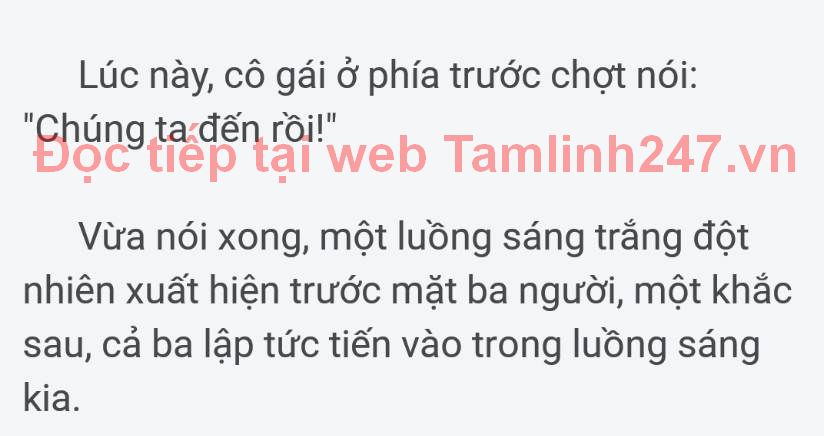 Lúc này, cô gái ở phía trước chợt nói:
"Chúng ta đến rồi!"
Đọc tiếp tại web Tamlinh247.vn
Vừa nói xong, một luồng sáng trắng đột
nhiên xuất hiện trước mặt ba người, một khắc
sau, cả ba lập tức tiến vào trong luồng sáng
kia.